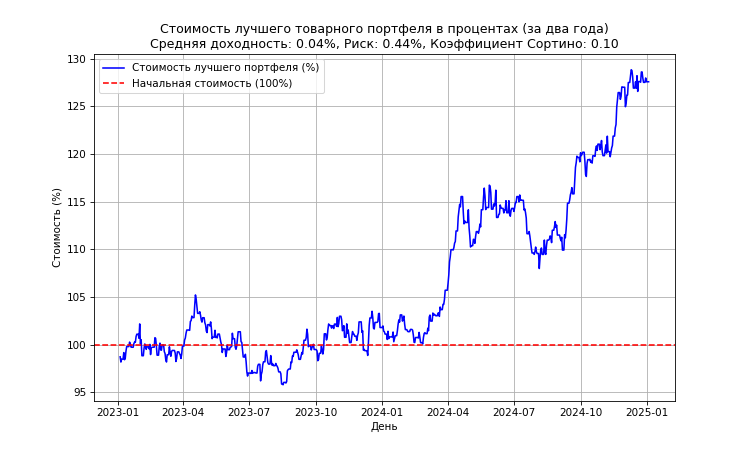 Стоимость лучшего товарного портфеля в процентах (за два года)
Средняя доходность: 0.04%, Риск: 0.44%, Коэффициент Сортино: 0.10
Стоимость лучшего портфеля (%)
Начальная стоимость (100%)
Стоимость (%)
130
125
120
115
110
105
100
95
2023-01 2023-04 2023-07 2023-10 2024-01 2024-04 2024-07 2024-10 2025-01
День